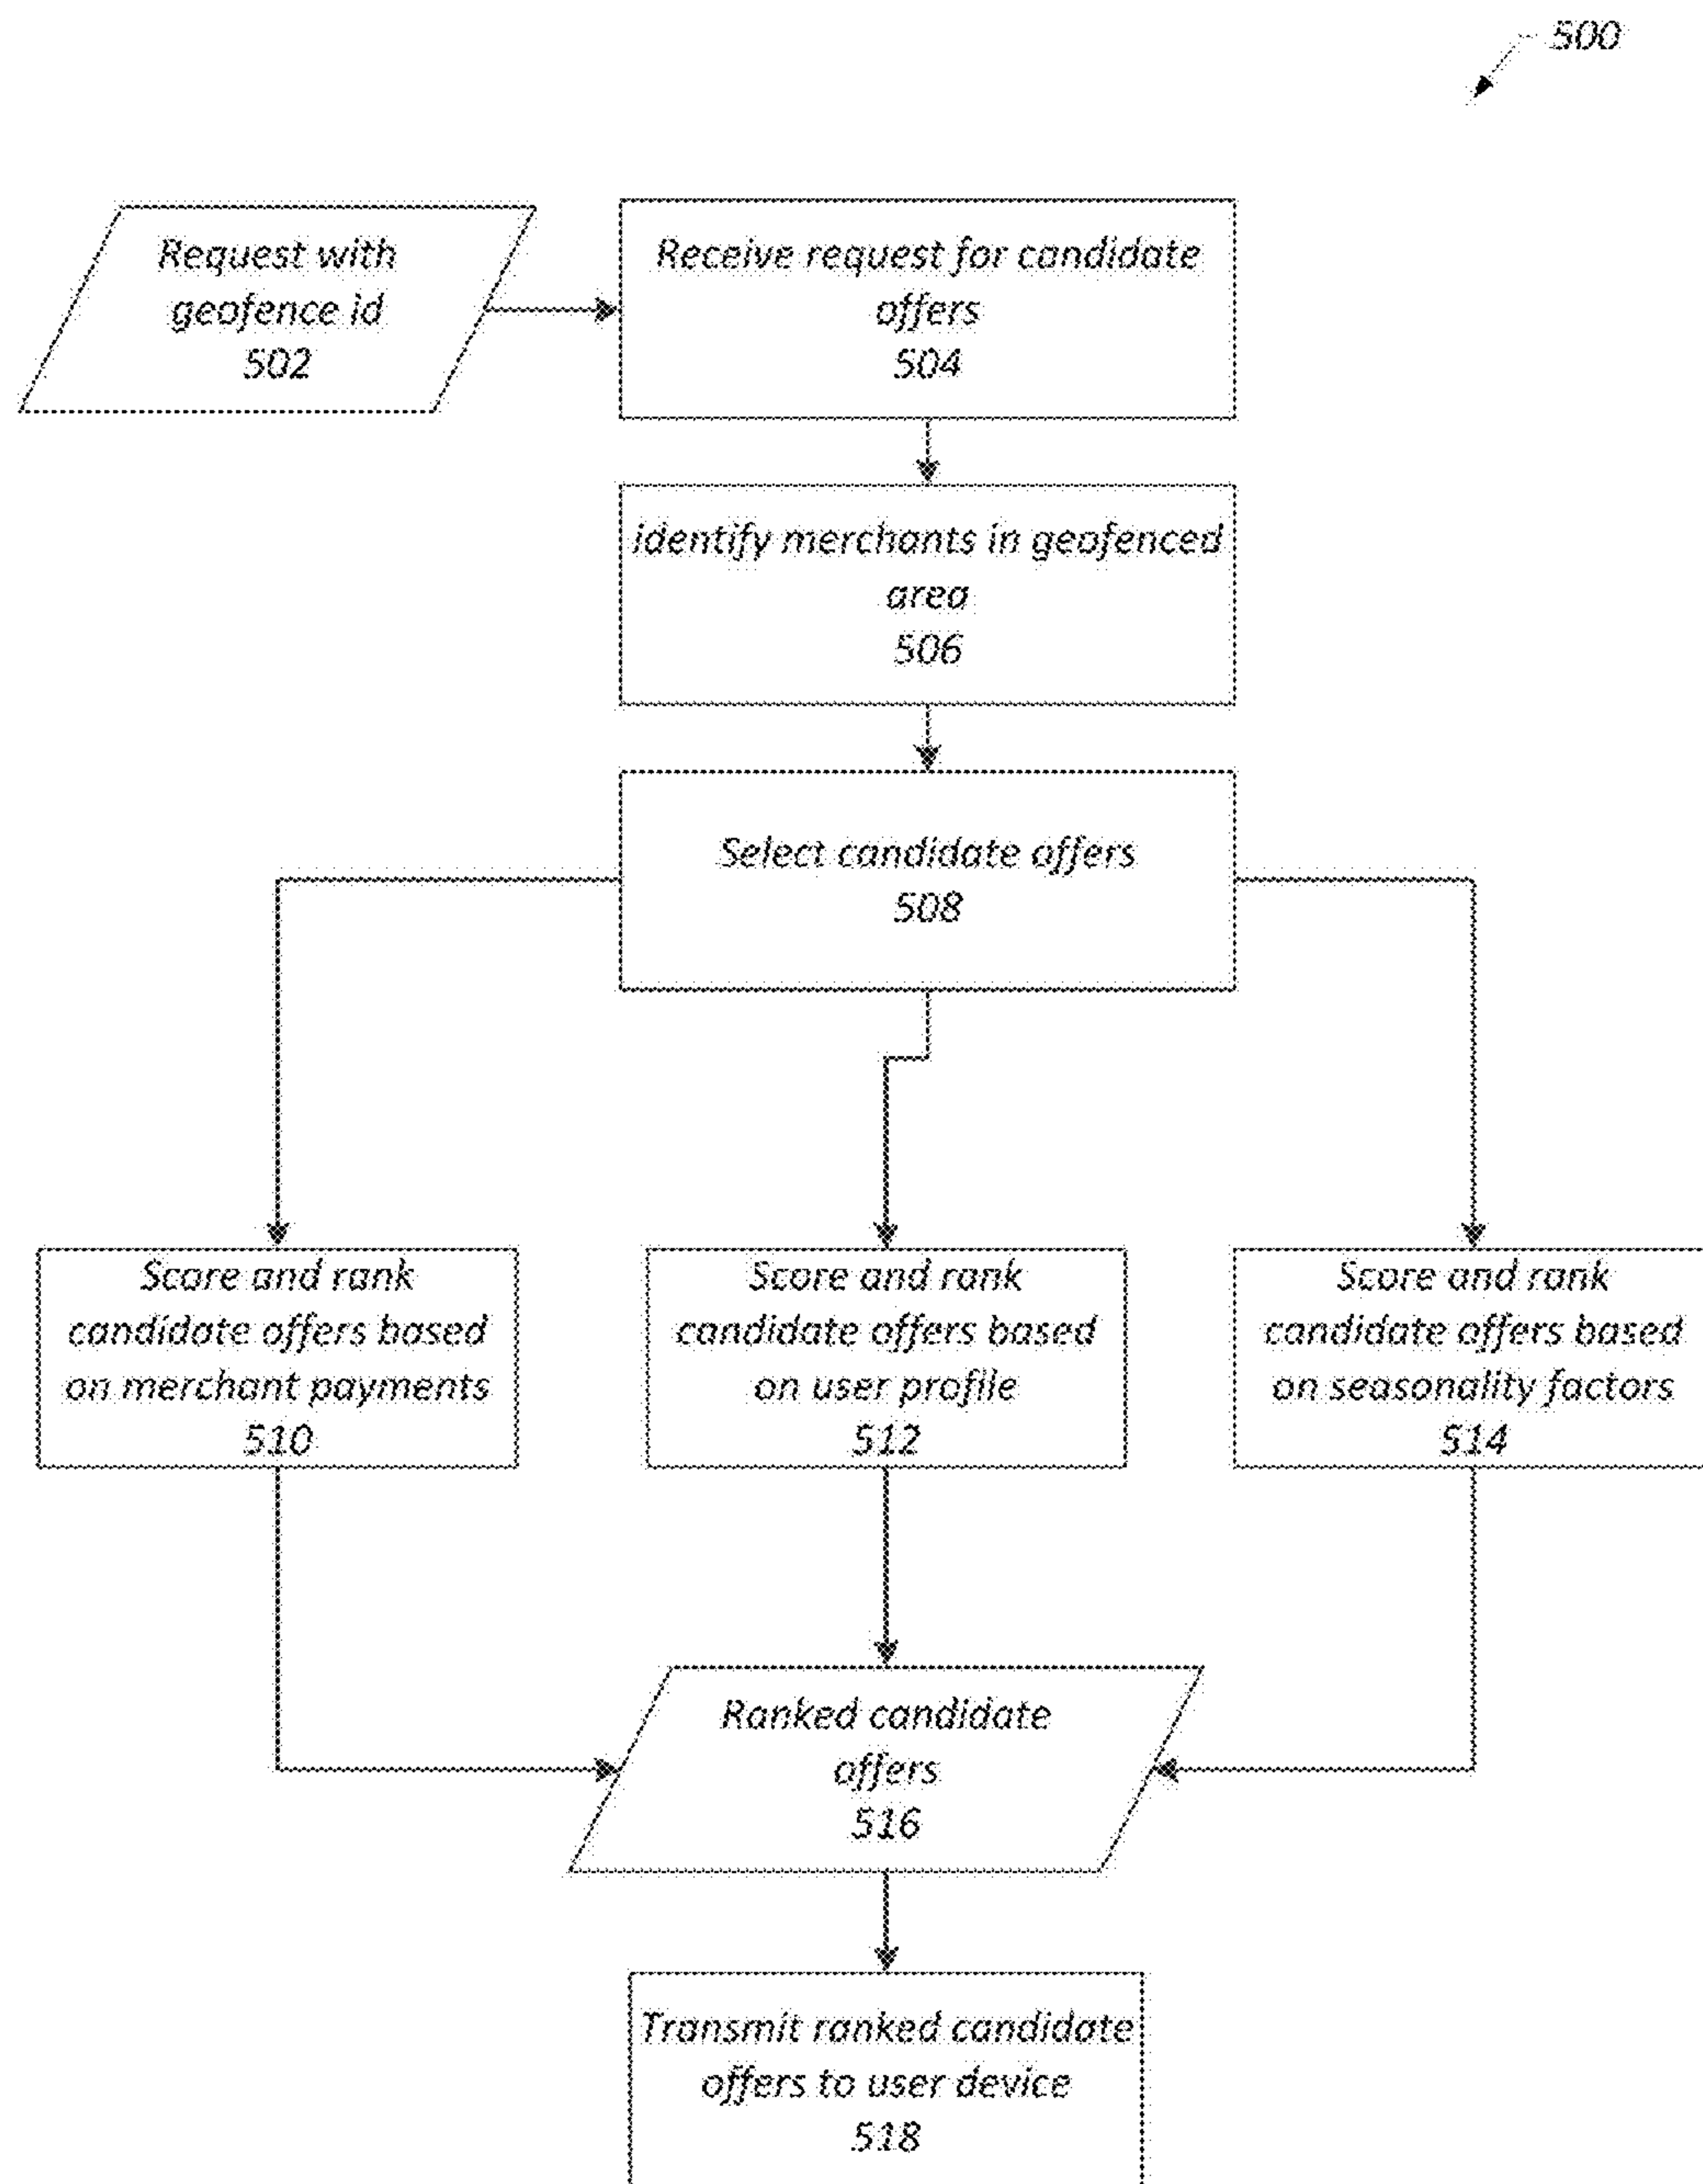 500
Request with
geofence id
502
Receive request for candidate
offers
504
identify merchants in geofenced
area
506
Select candidate offers
508
Score and rank
candidate offers based
on merchant payments
510
Score and rank
candidate offers based
on user profile
512
Score and rank
candidate offers based
on seasonality factors
514
Ranked candidate
offers
516
Transmit ranked candidate
offers to user device
518